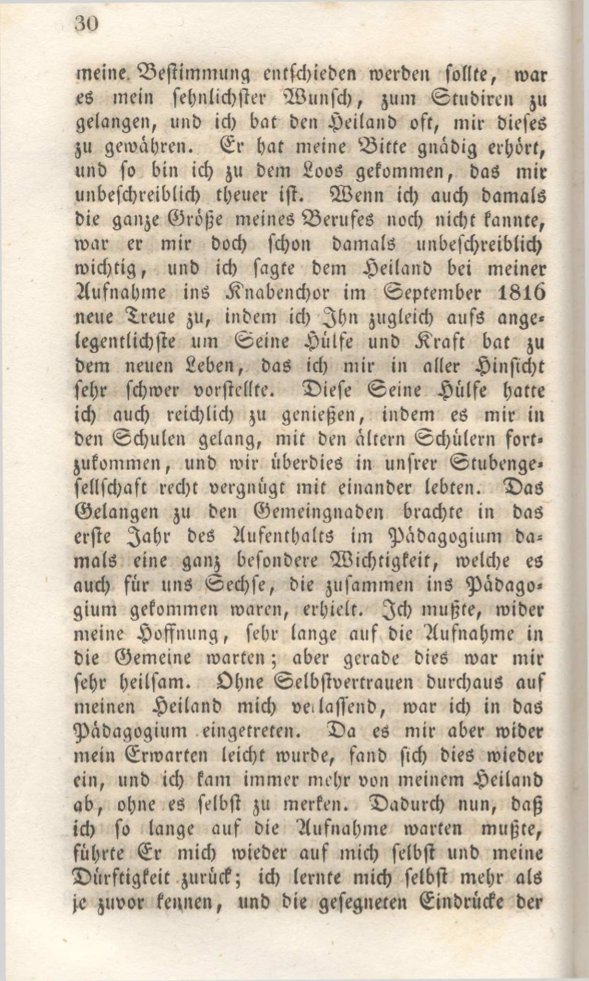 30
meine Bestimmung entschieden werden sollte, war
es mein sehnlichster Wunsch, zum Studiren zu
gelangen, und ich bat den Heiland oft, mir dieses
zu gewähren. Er hat meine Bitte gnädig erhört,
und so bin ich zu dem Loos gekommen, das mir
unbeschreiblich theuer ist. Wenn ich auch damals
die ganze Größe meines Berufes noch nicht kannte,
war er mir doch schon damals unbeschreiblich
wichtig, und ich sagte dem Heiland bei meiner
Aufnahme ins Knabenchor im September 1816
neue Treue zu, indem ich Ihn zugleich aufs ange-
legentlichste um Seine Hülfe und Kraft bat zu
dem neuen Leben, das ich mir in aller Hinsicht
sehr schwer vorstellte. Diese Seine Hülfe hatte
ich auch reichlich zu genießen, indem es mir in
den Schulen gelang, mit den ältern Schülern fort-
zukommen, und wir überdies in unsrer Stubenge-
sellschaft recht vergnügt mit einander lebten. Das
Gelangen zu den Gemeingnaden brachte in das
erste Jahr des Aufenthalts im Pädagogium da-
mals eine ganz besondere Wichtigkeit, welche es
auch für uns Sechse, die zusammen ins Pädago-
gium gekommen waren, erhielt. Ich mußte, wider
meine Hoffnung, sehr lange auf die Aufnahme in
die Gemeine warten; aber gerade dies war mir
sehr heilsam. Ohne Selbstvertrauen durchaus auf
meinen Heiland mich verlassend, war ich in das
Pädagogium eingetreten. Da es mir aber wider
mein Erwarten leicht wurde, fand sich dies wieder
ein, und ich kam immer mehr von meinem Heiland
ab, ohne es selbst zu merken. Dadurch nun, daß
ich so lange auf die Aufnahme warten mußte,
führte Er mich wieder auf mich selbst und meine
Dürftigkeit zurück; ich lernte mich selbst mehr als
je zuvor kennen, und die gesegneten Eindrücke der